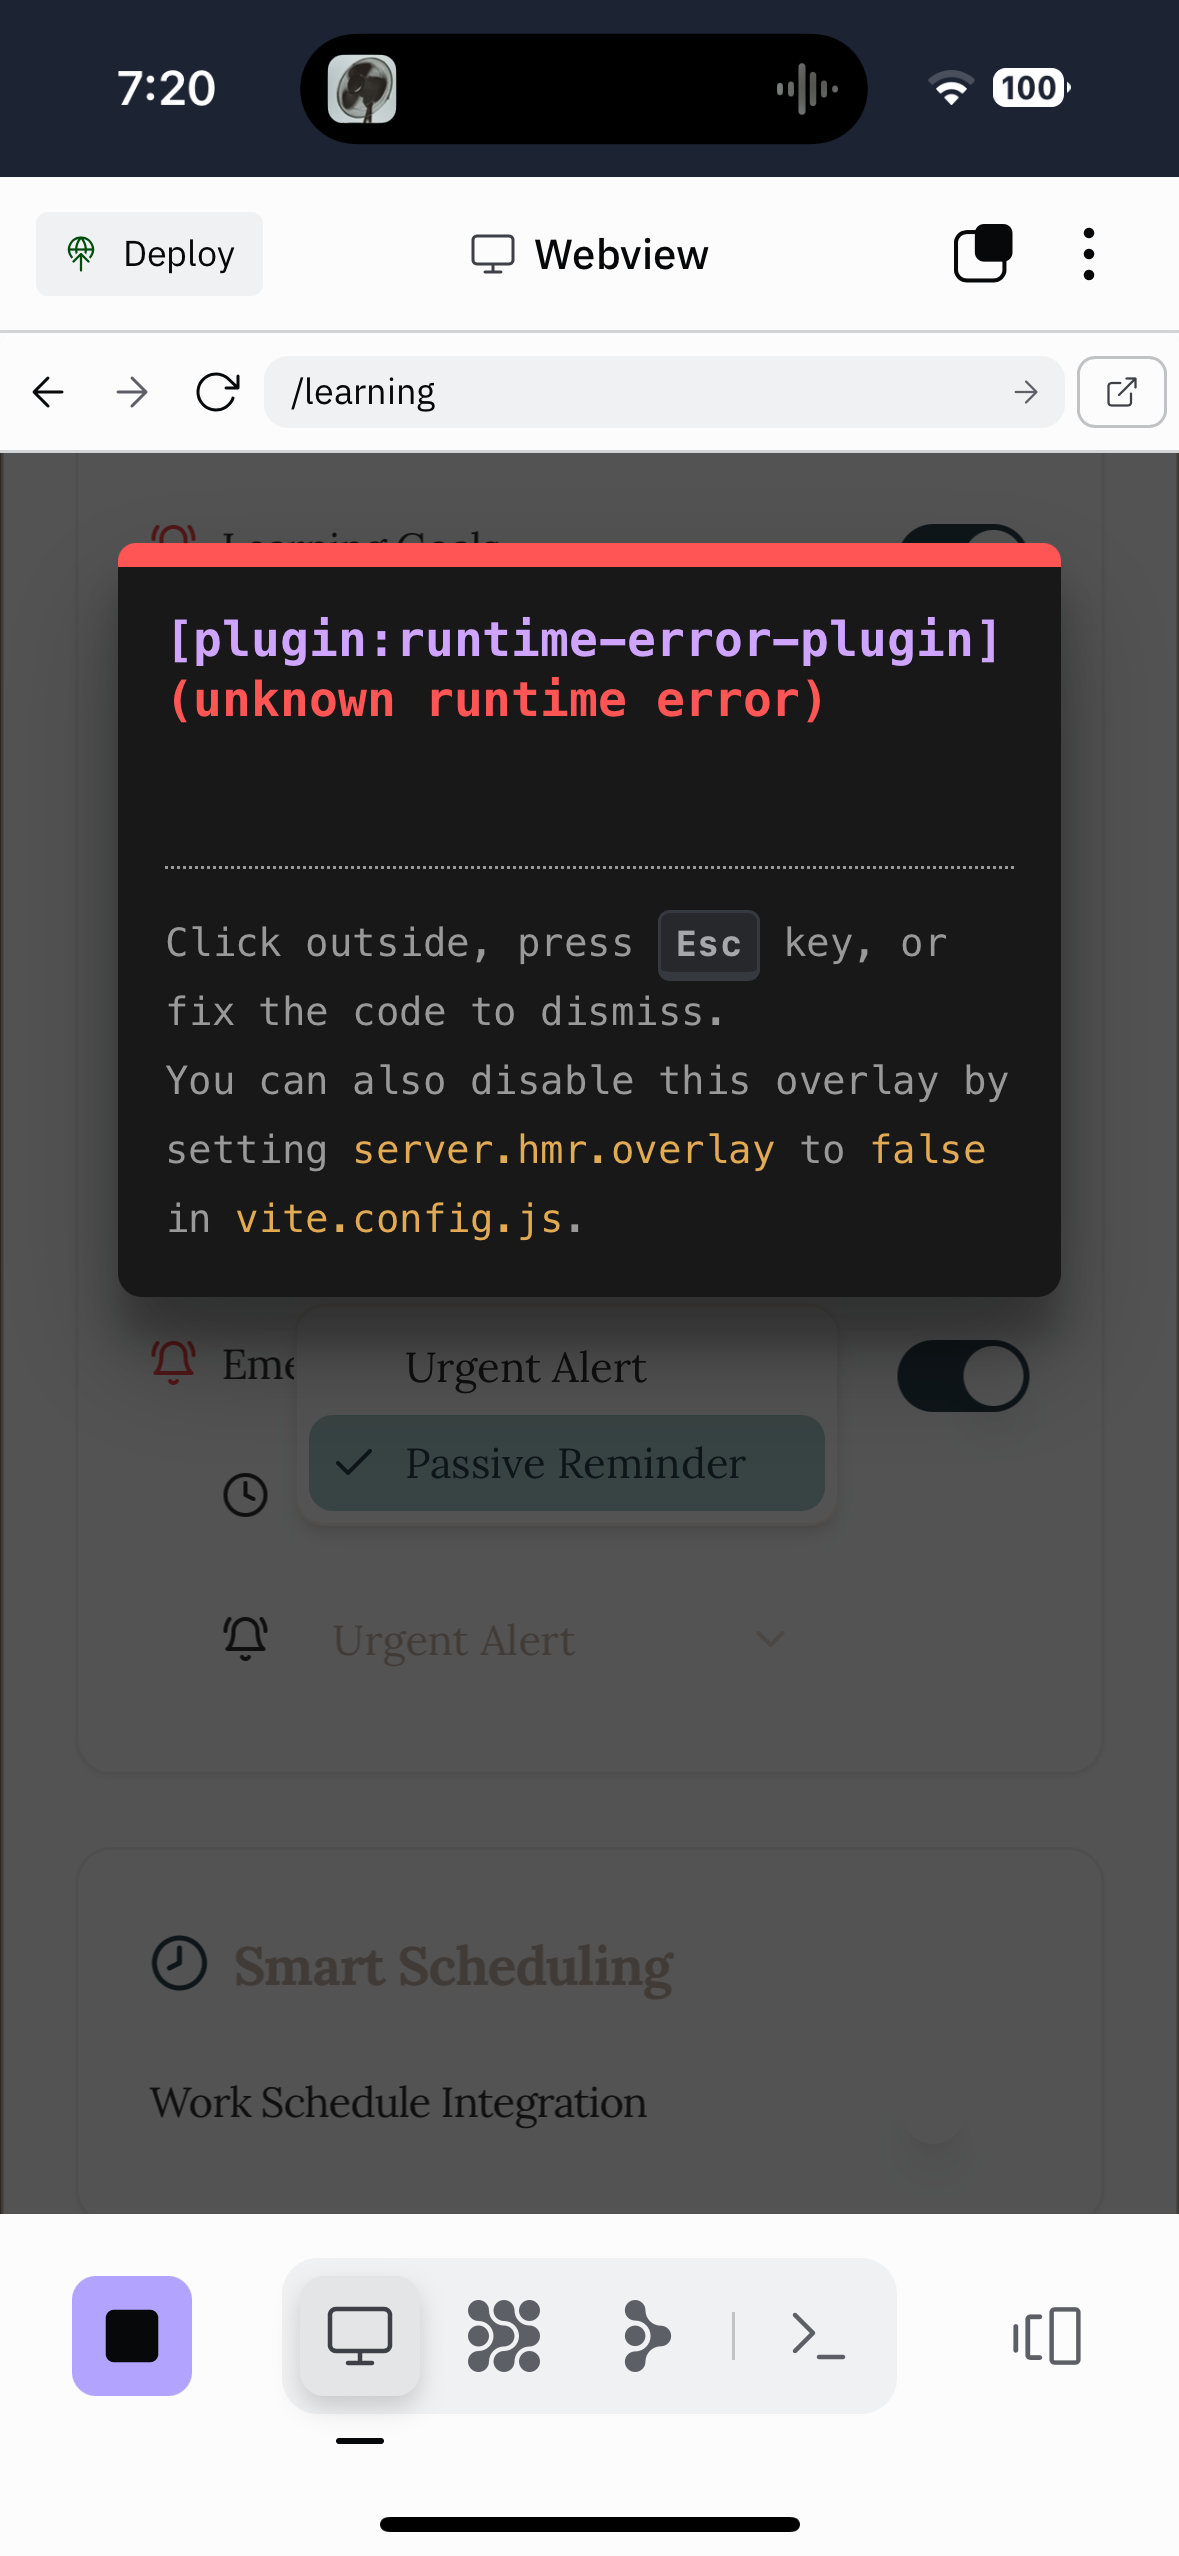 7:20
100
Deploy
Webview
/learning
Learning Goals
[plugin:runtime-error-plugin]
(unknown runtime error)
Click outside, press Esc key, or
fix the code to dismiss.
You can also disable this overlay by
setting server.hmr.overlay to false
in vite.config.js.
Eme
Urgent Alert
Passive Reminder
Urgent Alert
Smart Scheduling
Work Schedule Integration